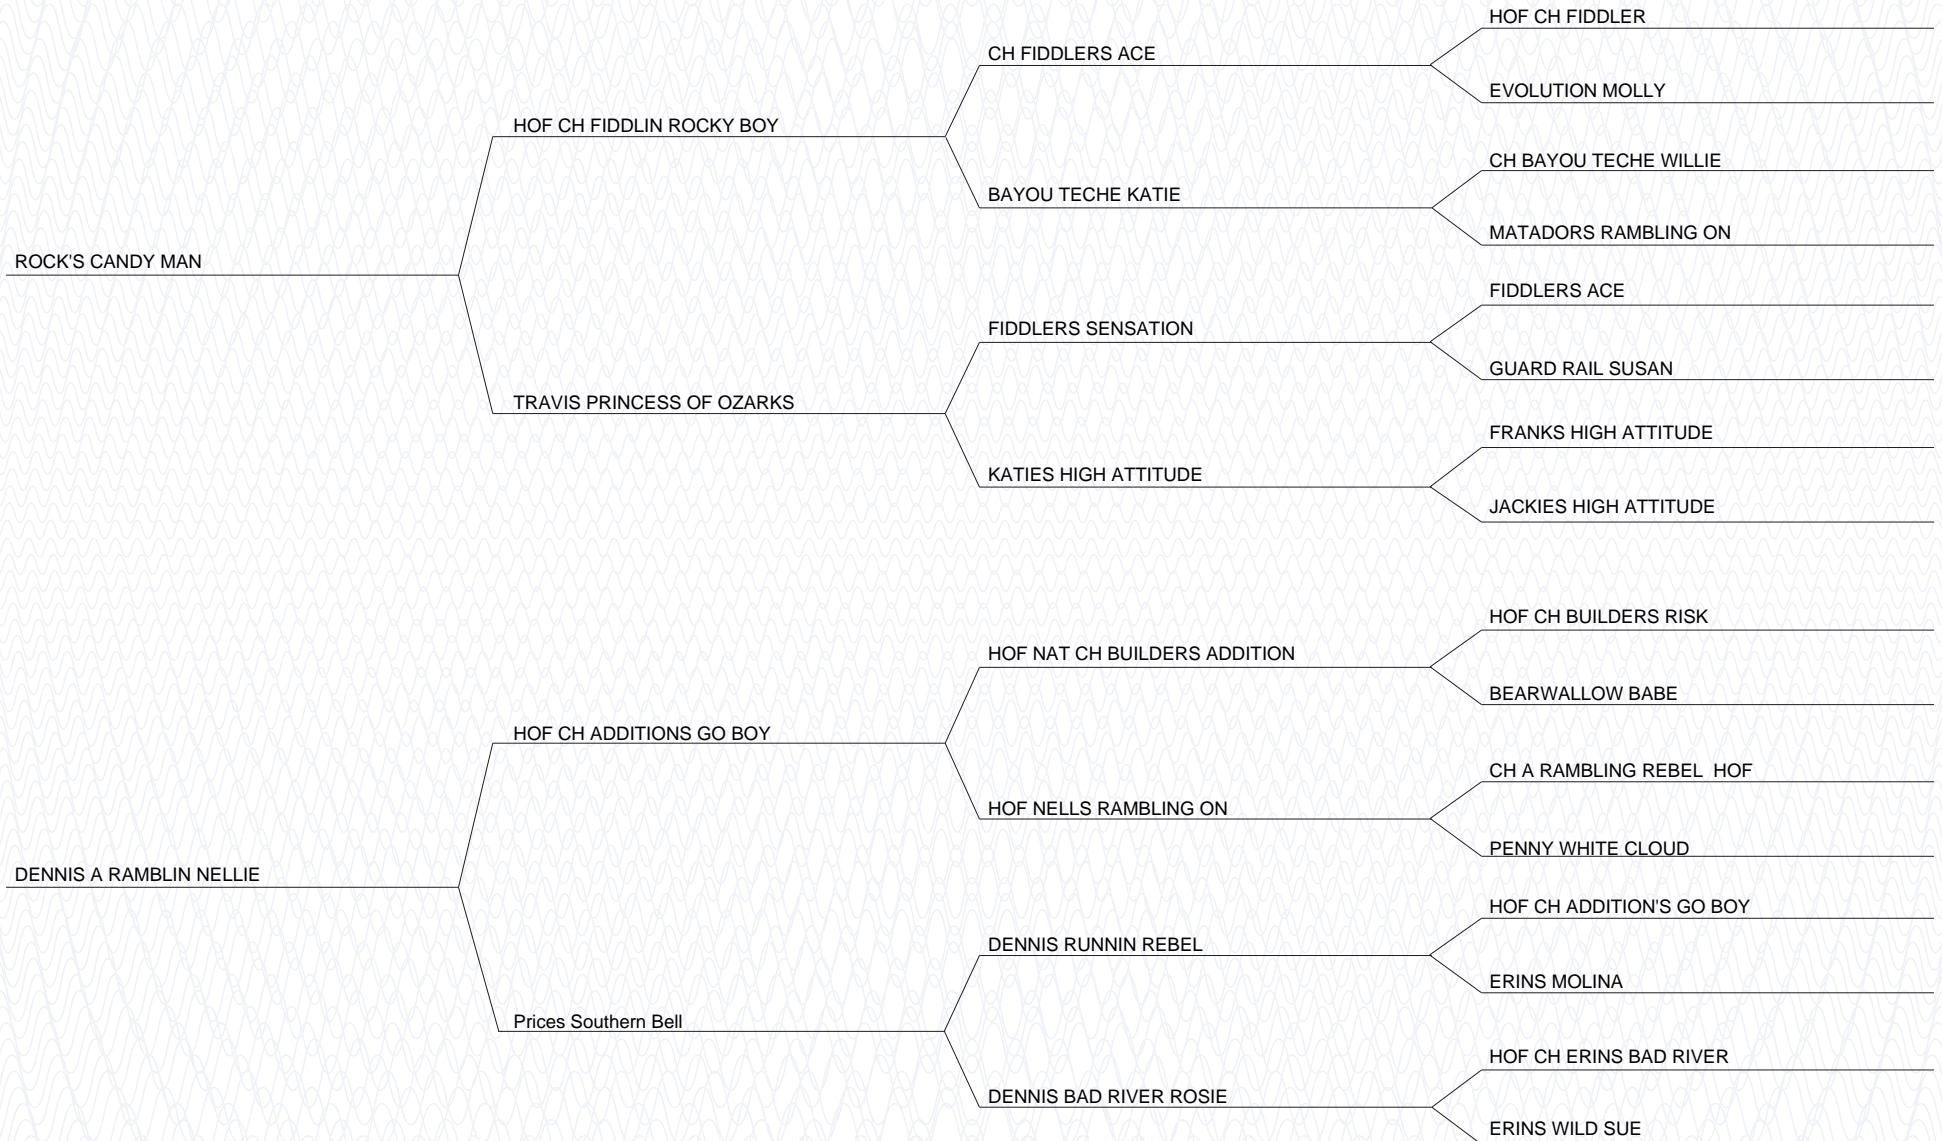 HOF CH FIDDLER
CH FIDDLERS ACE
EVOLUTION MOLLY
HOF CH FIDDLIN ROCKY BOY
CH BAYOU TECHE WILLIE
BAYOU TECHE KATIE
MATADORS RAMBLING ON
ROCK'S CANDY MAN
FIDDLERS ACE
FIDDLERS SENSATION
GUARD RAIL SUSAN
TRAVIS PRINCESS OF OZARKS
FRANKS HIGH ATTITUDE
KATIES HIGH ATTITUDE
JACKIES HIGH ATTITUDE
HOF CH BUILDERS RISK
HOF NAT CH BUILDERS ADDITION
BEARWALLOW BABE
HOF CH ADDITIONS GO BOY
CH A RAMBLING REBEL  HOF
HOF NELLS RAMBLING ON
PENNY WHITE CLOUD
DENNIS A RAMBLIN NELLIE
HOF CH ADDITION'S GO BOY
DENNIS RUNNIN REBEL
ERINS MOLINA
Prices Southern Bell
HOF CH ERINS BAD RIVER
DENNIS BAD RIVER ROSIE
ERINS WILD SUE